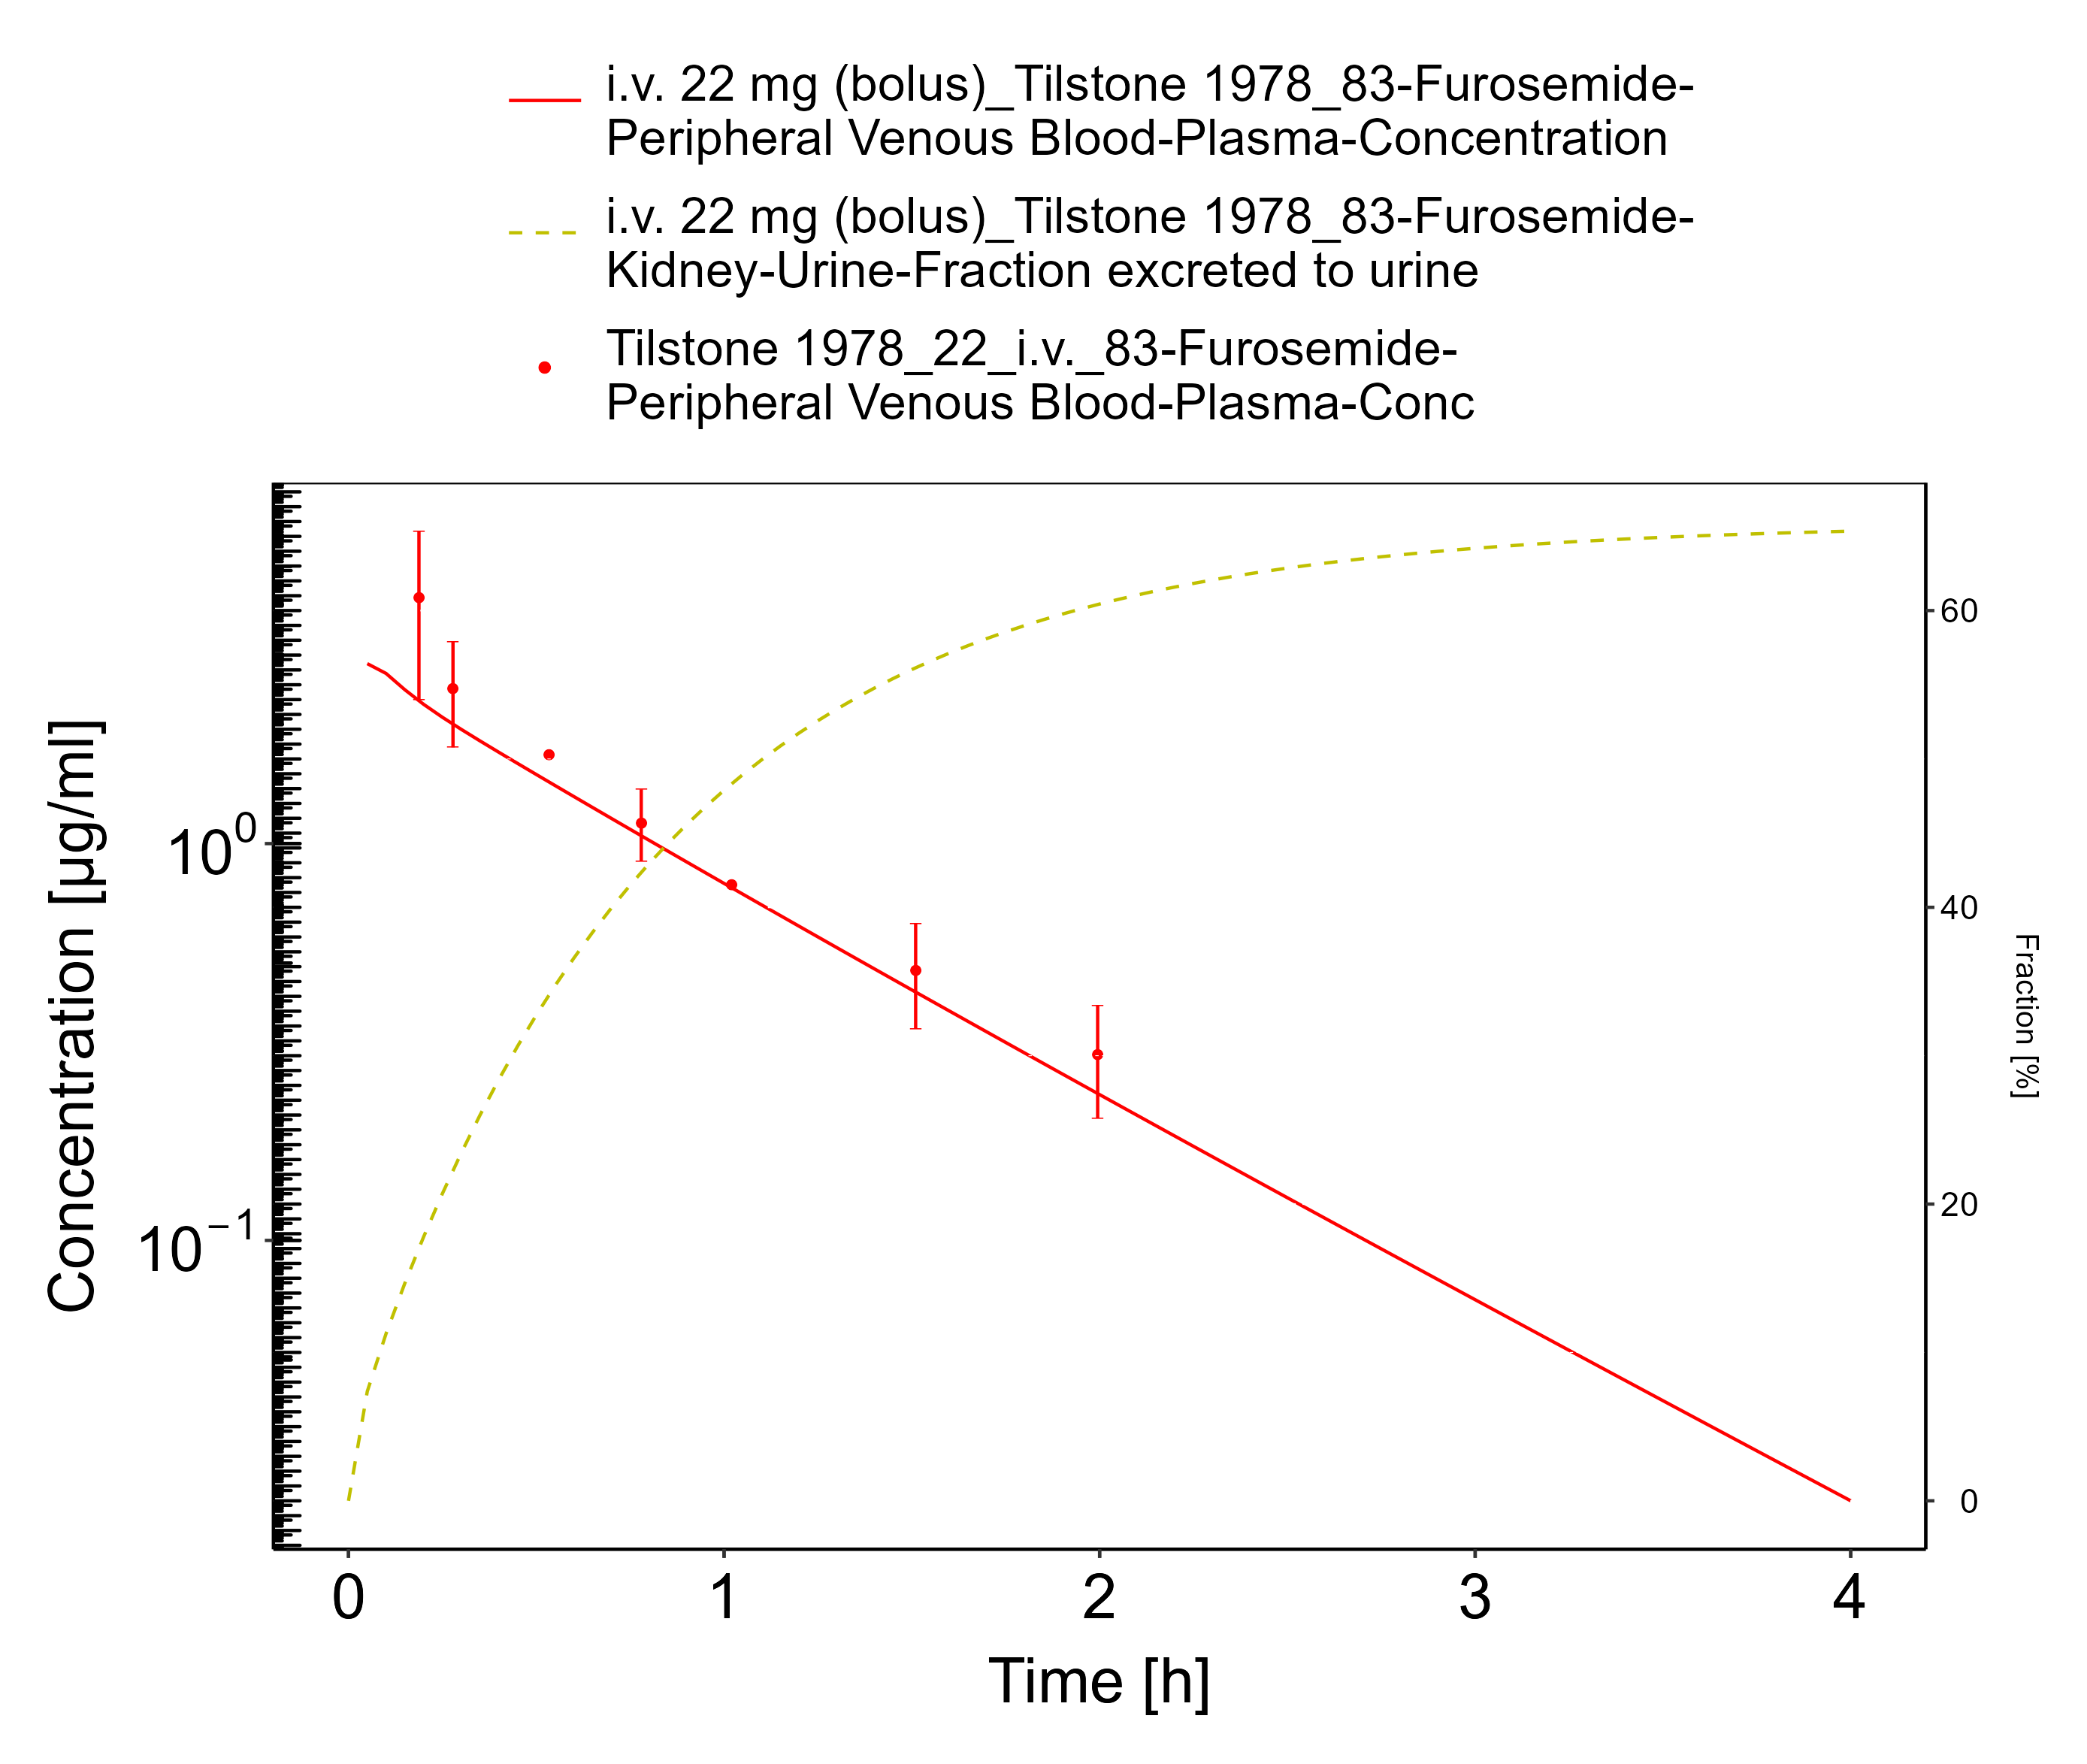 i.v. 22 mg (bolus)_Tilstone 1978_83-Furosemide-
Peripheral Venous Blood-Plasma-Concentration
i.v. 22 mg (bolus)_Tilstone 1978_83-Furosemide-
Kidney-Urine-Fraction excreted to urine
Tilstone 1978_22_i.v._83-Furosemide-
Peripheral Venous Blood-Plasma-Conc
Concentration [µg/ml]
10⁰
10⁻¹
60
40
20
0
Fraction [%]
0 1 2 3 4
Time [h]